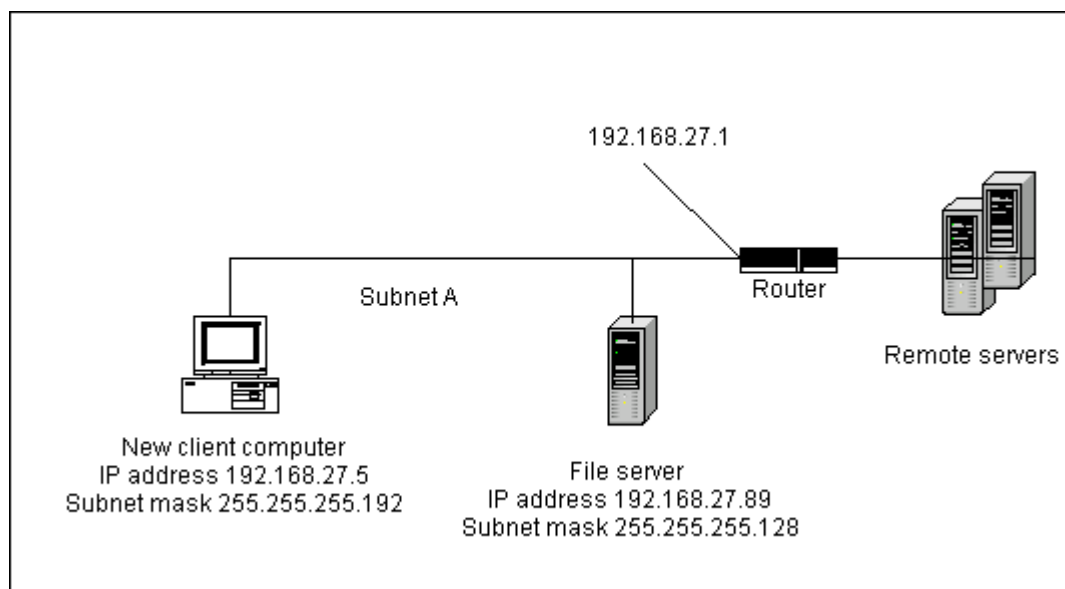 192.168.27.1
Subnet A
Router
Remote servers
New client computer
IP address 192.168.27.5
Subnet mask 255.255.255.192
File server
IP address 192.168.27.89
Subnet mask 255.255.255.128